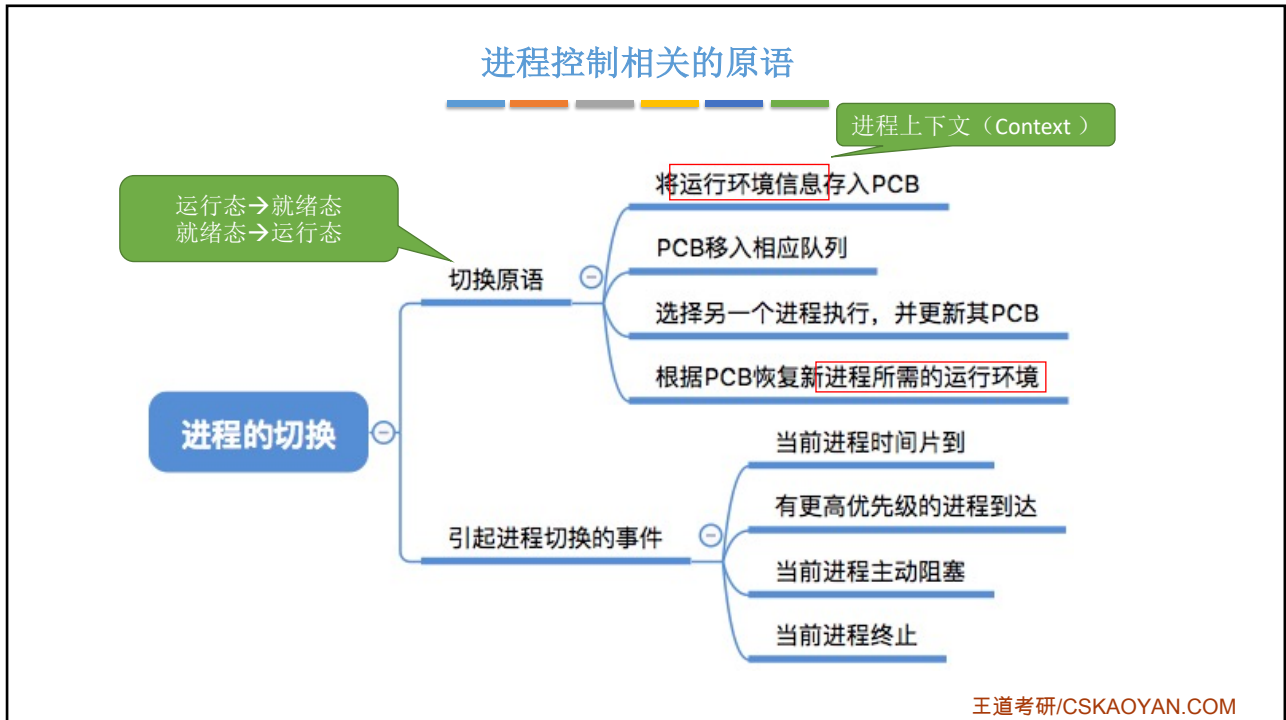 进程控制相关的原语
进程上下文（Context ）
将运行环境信息存入PCB
运行态→就绪态
就绪态→运行态
PCB移入相应队列
切换原语
选择另一个进程执行，并更新其PCB
根据PCB恢复新进程所需的运行环境
进程的切换
当前进程时间片到
有更高优先级的进程到达
引起进程切换的事件
当前进程主动阻塞
当前进程终止
王道考研/CSKAOYAN.COM